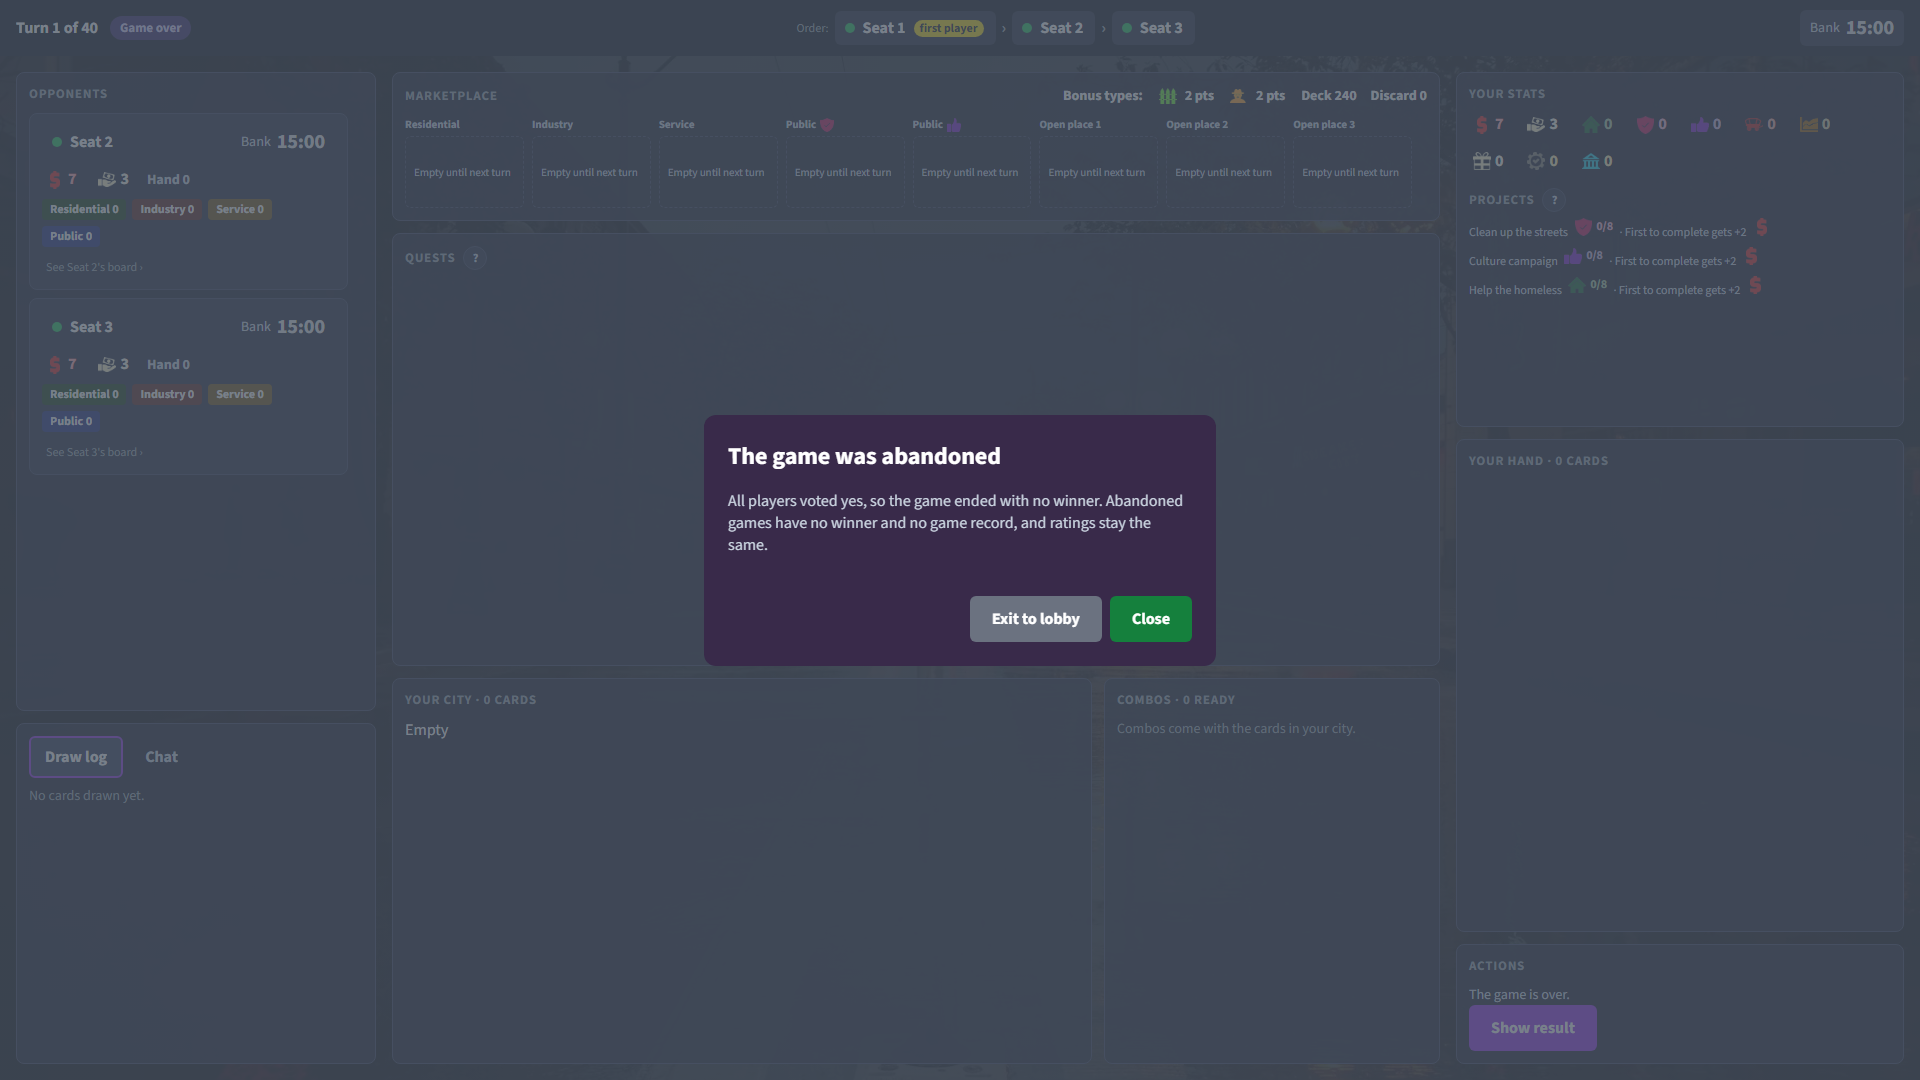 Turn 1 of 40 Game over
Order: Seat 1 first player › Seat 2 › Seat 3
Bank 15:00
OPPONENTS
Seat 2 Bank 15:00
7 3 Hand 0
Residential 0 Industry 0 Service 0
Public 0
See Seat 2's board ›
Seat 3 Bank 15:00
7 3 Hand 0
Residential 0 Industry 0 Service 0
Public 0
See Seat 3's board ›
Draw log Chat
No cards drawn yet.
MARKETPLACE
Bonus types: 2 pts 2 pts Deck 240 Discard 0
Residential Industry Service Public Public Open place 1 Open place 2 Open place 3
Empty until next turn Empty until next turn Empty until next turn Empty until next turn Empty until next turn Empty until next turn Empty until next turn Empty until next turn
QUESTS ?
The game was abandoned
All players voted yes, so the game ended with no winner. Abandoned
games have no winner and no game record, and ratings stay the
same.
Exit to lobby Close
YOUR CITY · 0 CARDS
Empty
COMBOS · 0 READY
Combos come with the cards in your city.
YOUR STATS
$ 7 3 0 0 0 0 0
0 0 0
PROJECTS ?
Clean up the streets 0/8 · First to complete gets +2 $
Culture campaign 0/8 · First to complete gets +2 $
Help the homeless 0/8 · First to complete gets +2 $
YOUR HAND · 0 CARDS
ACTIONS
The game is over.
Show result